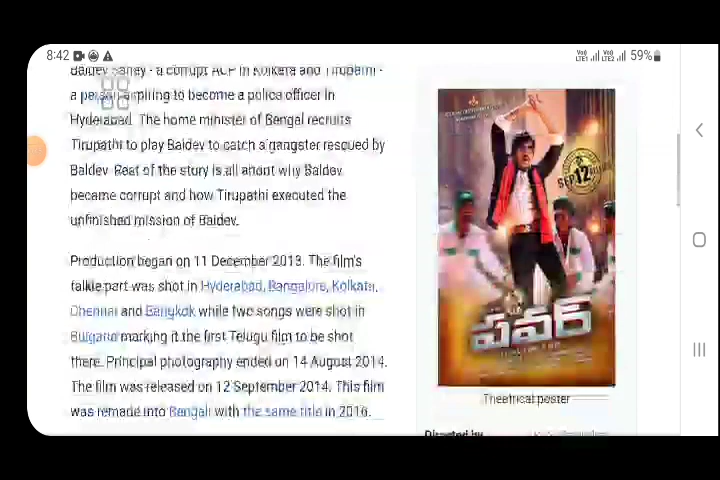 8:42
Voo LTE1 Voo LTE2 59%
Baldev Sahey - a corrupt ACP in Kolkata and Tirupathi -
a person aspiring to become a police officer in
Hyderabad. The home minister of Bengal recruits
Tirupathi to play Baldev to catch a gangster rescued by
Baldev. Rest of the story is all about why Baldev
became corrupt and how Tirupathi executed the
unfinished mission of Baldev.
Production began on 11 December 2013. The film's
talkie part was shot in Hyderabad, Bangalore, Kolkata,
Chennai and Bangkok while two songs were shot in
marking it the first Telugu film to be shot
there. Principal photography ended on 14 August 2014.
The film was released on 12 September 2014. This film
was remade into Bengali with the same title in 2016.
SEP 12
పవర్
Theatrical poster
Directed by